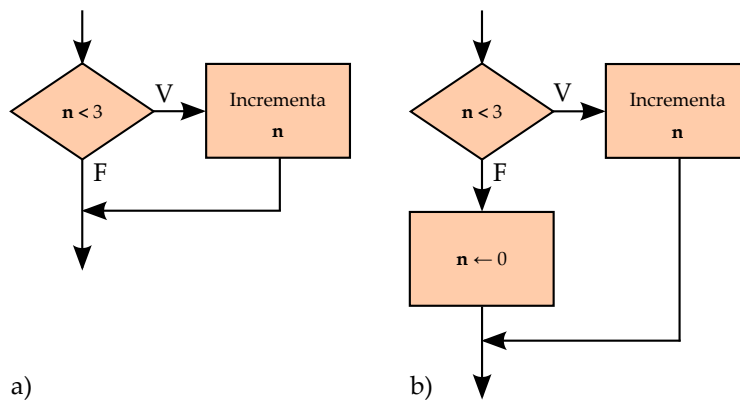 n < 3
V
Incrementa
n
F
a)
n < 3
V
Incrementa
n
F
n ← 0
b)